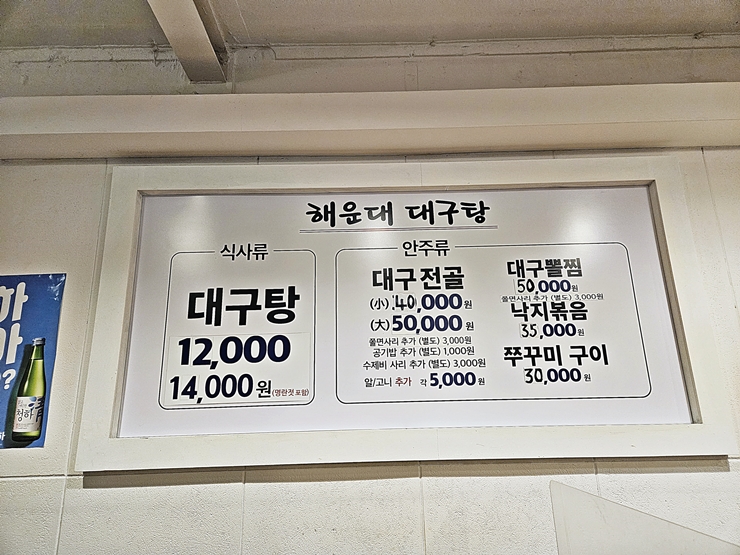 해운대 대구탕
식사류
대구탕
12,000
14,000원 (명란젓 포함)
안주류
대구전골
(小) 40,000원
(大) 50,000원
쫄면사리 추가 (별도) 3,000원
공기밥 추가 (별도) 1,000원
수제비 사리 추가 (별도) 3,000원
알/고니 추가 각 5,000원
대구뽈찜
50,000원
쫄면사리 추가 (별도) 3,000원
낙지볶음
35,000원
쭈꾸미 구이
30,000원
하
?
청하